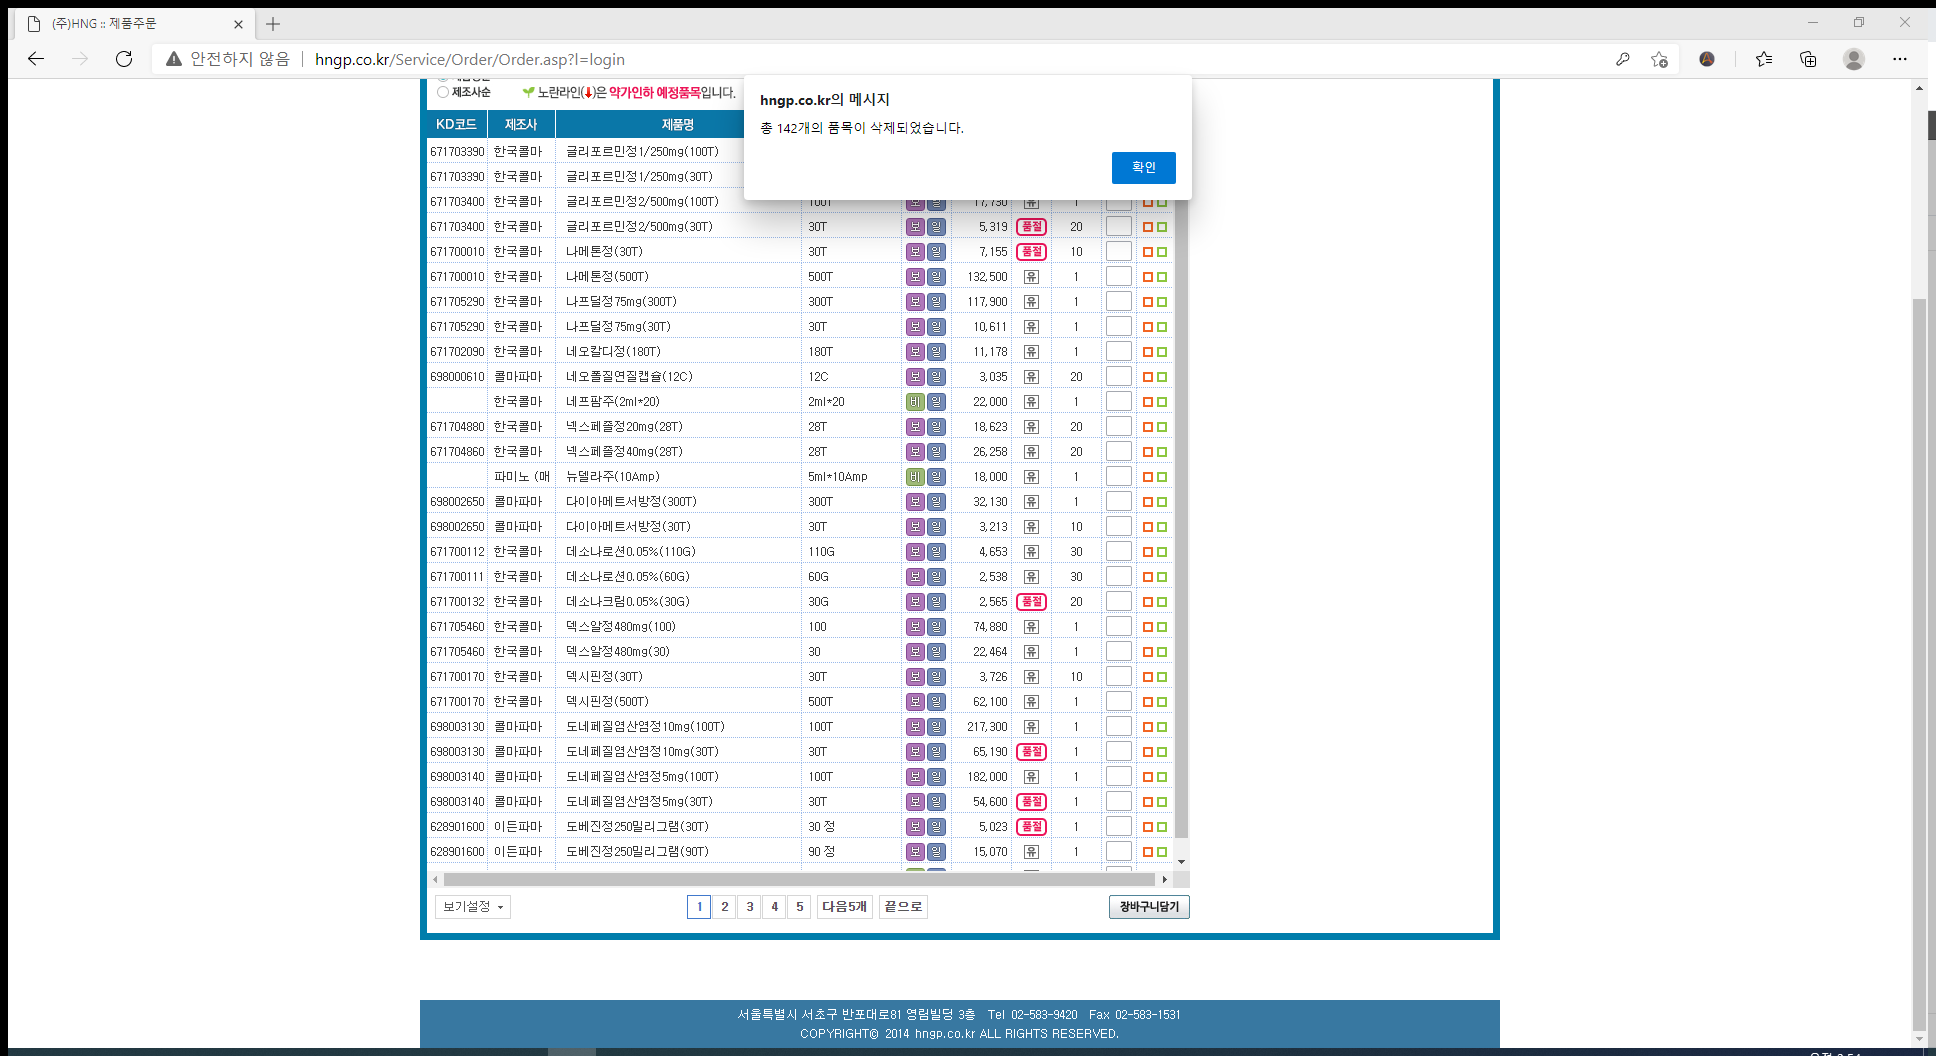 (주)HNG :: 제품주문
안전하지 않음 hngp.co.kr/Service/Order/Order.asp?l=login
제조사순 노란라인(↓)은 약가인하 예정품목입니다.
hngp.co.kr의 메시지
총 142개의 품목이 삭제되었습니다.
확인
KD코드 제조사 제품명
671703390 한국콜마 글리포르민정1/250mg(100T)
671703390 한국콜마 글리포르민정1/250mg(30T)
671703400 한국콜마 글리포르민정2/500mg(100T) 100T 보 일 17,730 유 1
671703400 한국콜마 글리포르민정2/500mg(30T) 30T 보 일 5,319 품절 20
671700010 한국콜마 나메톤정(30T) 30T 보 일 7,155 품절 10
671700010 한국콜마 나메톤정(500T) 500T 보 일 132,500 유 1
671705290 한국콜마 나프덜정75mg(300T) 300T 보 일 117,900 유 1
671705290 한국콜마 나프덜정75mg(30T) 30T 보 일 10,611 유 1
671702090 한국콜마 네오칼디정(180T) 180T 보 일 11,178 유 1
698000610 콜마파마 네오폴질연질캡슐(12C) 12C 보 일 3,035 유 20
한국콜마 네프팜주(2ml*20) 2ml*20 비 일 22,000 유 1
671704880 한국콜마 넥스페졸정20mg(28T) 28T 보 일 18,623 유 20
671704860 한국콜마 넥스페졸정40mg(28T) 28T 보 일 26,258 유 20
파미노 (매 뉴델라주(10Amp) 5ml*10Amp 비 일 18,000 유 1
698002650 콜마파마 다이아메트서방정(300T) 300T 보 일 32,130 유 1
698002650 콜마파마 다이아메트서방정(30T) 30T 보 일 3,213 유 10
671700112 한국콜마 데소나로션0.05%(110G) 110G 보 일 4,653 유 30
671700111 한국콜마 데소나로션0.05%(60G) 60G 보 일 2,538 유 30
671700132 한국콜마 데소나크림0.05%(30G) 30G 보 일 2,565 품절 20
671705460 한국콜마 덱스알정480mg(100) 100 보 일 74,880 유 1
671705460 한국콜마 덱스알정480mg(30) 30 보 일 22,464 유 1
671700170 한국콜마 덱시핀정(30T) 30T 보 일 3,726 유 10
671700170 한국콜마 덱시핀정(500T) 500T 보 일 62,100 유 1
698003130 콜마파마 도네페질염산염정10mg(100T) 100T 보 일 217,300 유 1
698003130 콜마파마 도네페질염산염정10mg(30T) 30T 보 일 65,190 품절 1
698003140 콜마파마 도네페질염산염정5mg(100T) 100T 보 일 182,000 유 1
698003140 콜마파마 도네페질염산염정5mg(30T) 30T 보 일 54,600 품절 1
628901600 이든파마 도베진정250밀리그램(30T) 30 정 보 일 5,023 품절 1
628901600 이든파마 도베진정250밀리그램(90T) 90 정 보 일 15,070 유 1
보기설정 1 2 3 4 5 다음5개 끝으로 장바구니담기
서울특별시 서초구 반포대로81 영림빌딩 3층 Tel 02-583-9420 Fax 02-583-1531
COPYRIGHT© 2014 hngp.co.kr ALL RIGHTS RESERVED.